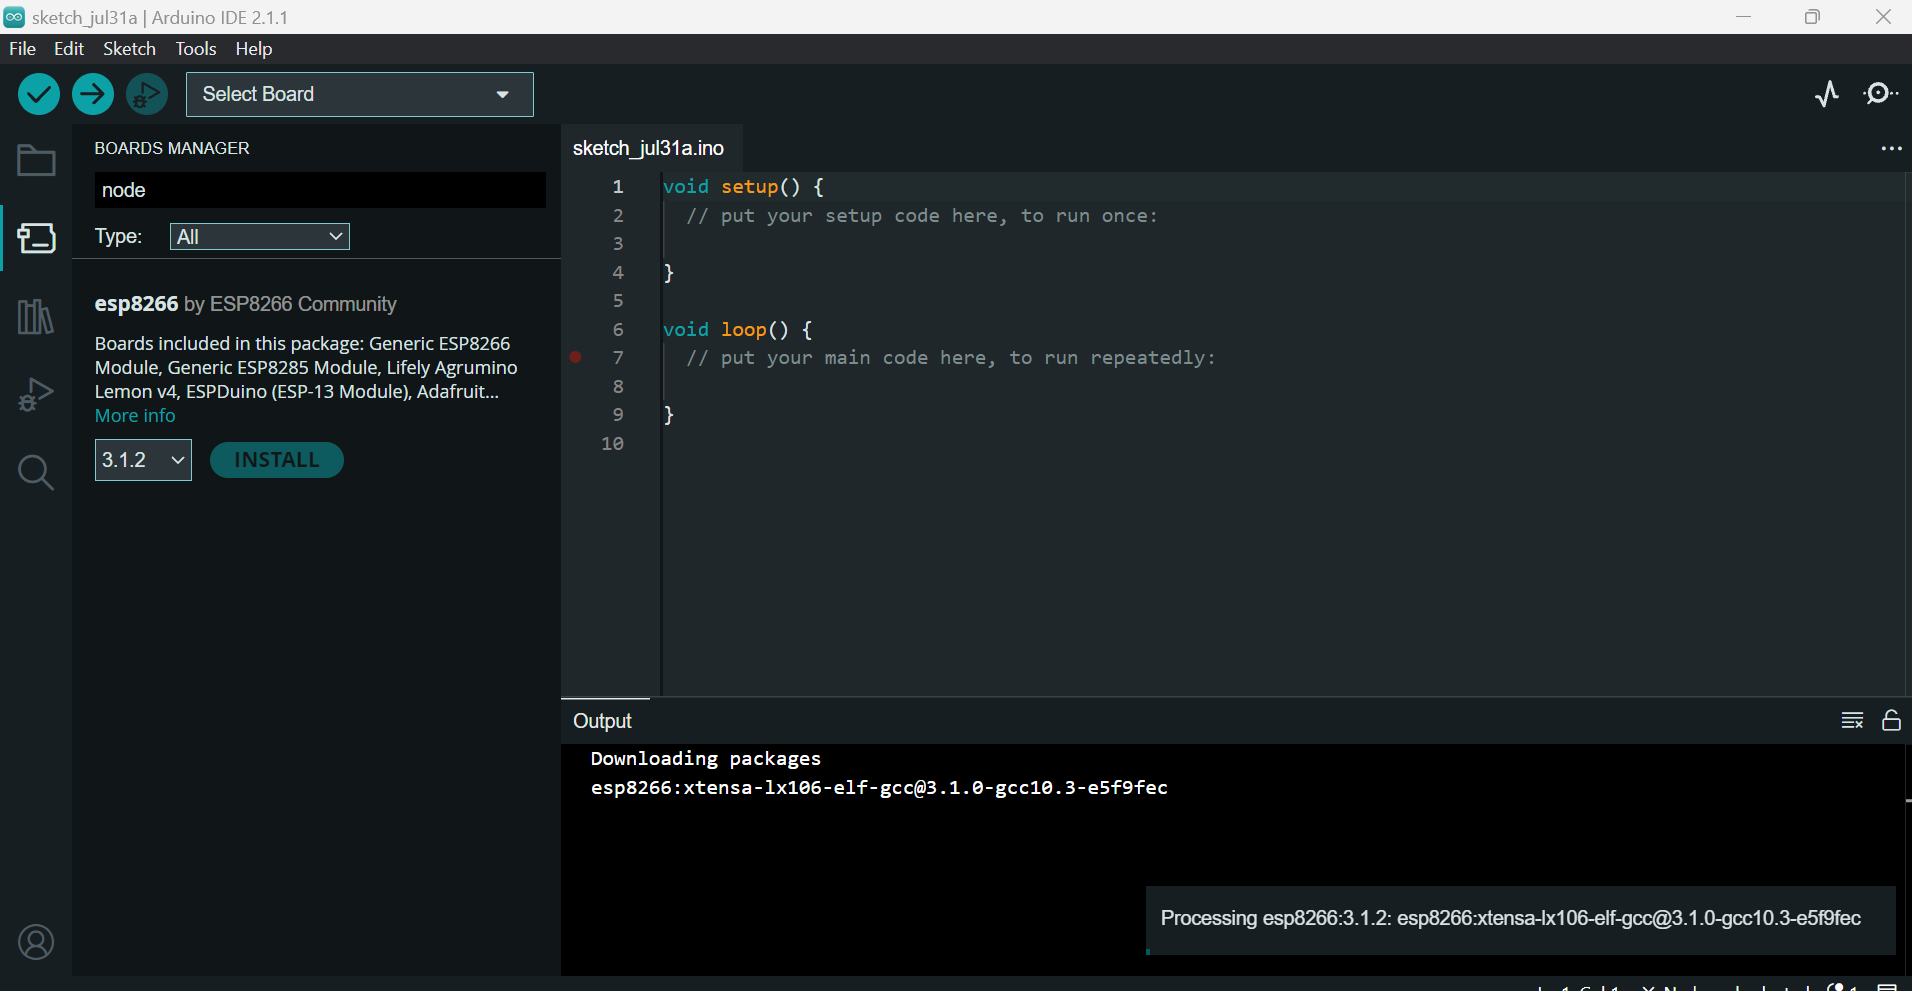 sketch_jul31a | Arduino IDE 2.1.1
File Edit Sketch Tools Help
Select Board
BOARDS MANAGER
node
Type: All
esp8266 by ESP8266 Community
Boards included in this package: Generic ESP8266
Module, Generic ESP8285 Module, Lifely Agrumino
Lemon v4, ESPDuino (ESP-13 Module), Adafruit...
More info
3.1.2 INSTALL
sketch_jul31a.ino
1 void setup() {
2 // put your setup code here, to run once:
3
4 }
5
6 void loop() {
7 // put your main code here, to run repeatedly:
8
9 }
10
Output
Downloading packages
esp8266:xtensa-lx106-elf-gcc@3.1.0-gcc10.3-e5f9fec
Processing esp8266:3.1.2: esp8266:xtensa-lx106-elf-gcc@3.1.0-gcc10.3-e5f9fec